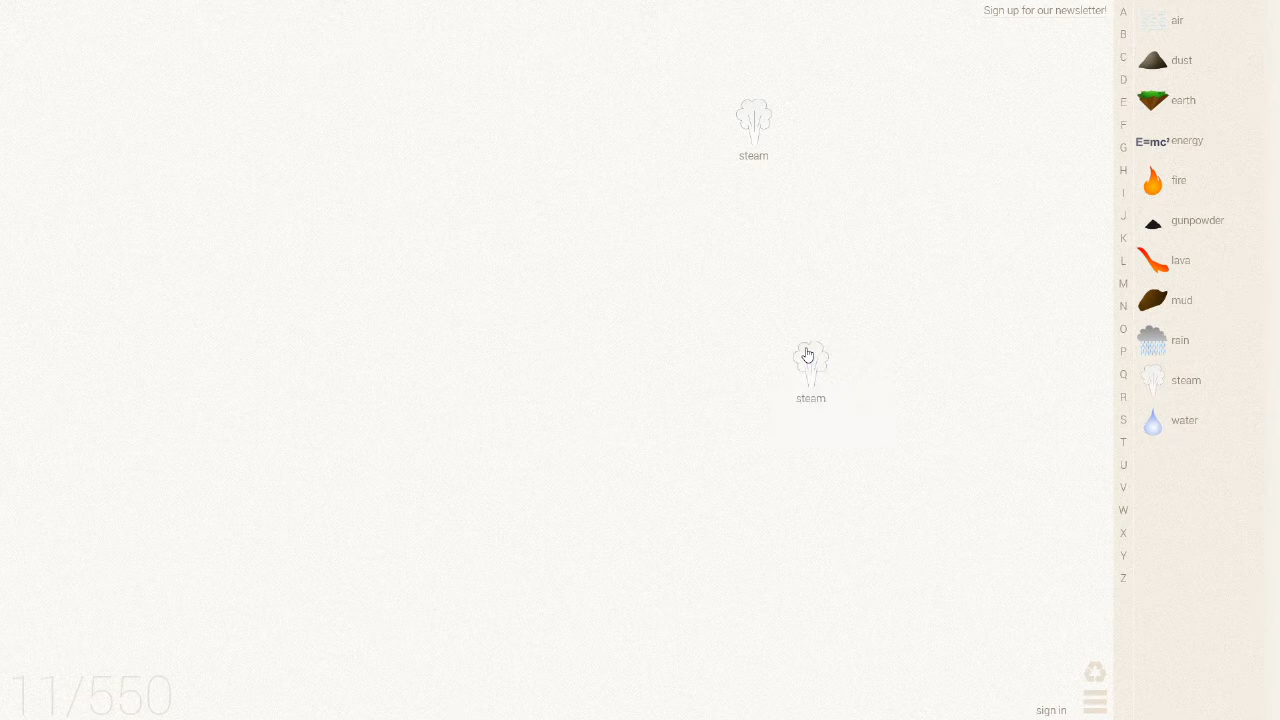 Sign up for our newsletter!
steam
steam
11/550
sign in
A
B
C
D
E
F
G
H
I
J
K
L
M
N
O
P
Q
R
S
T
U
V
W
X
Y
Z
air
dust
earth
E=mc² energy
fire
gunpowder
lava
mud
rain
steam
water